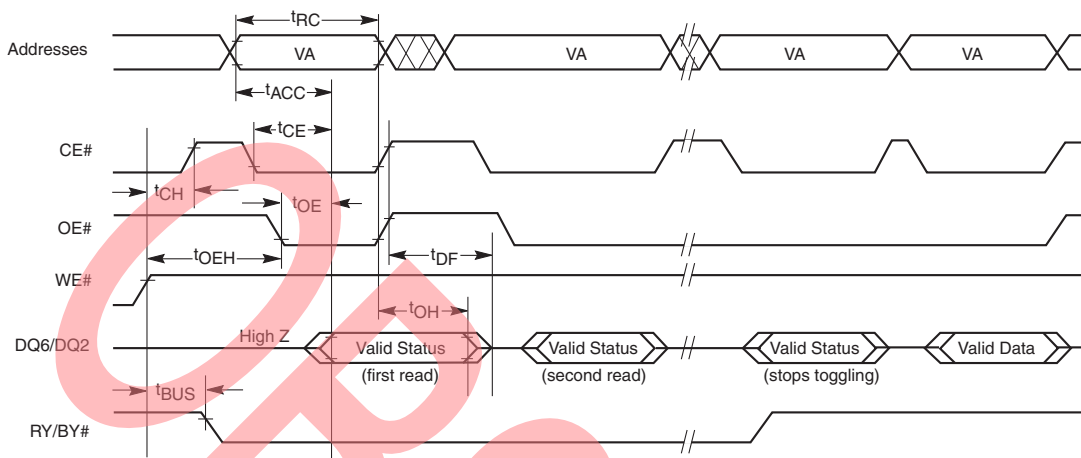 tRC
Addresses VA VA VA VA
tACC
tCE
CE#
tCH tOE
OE#
tOEH tDF
WE#
tOH
High Z
DQ6/DQ2 Valid Status Valid Status Valid Status Valid Data
(first read) (second read) (stops toggling)
tBUS
RY/BY#